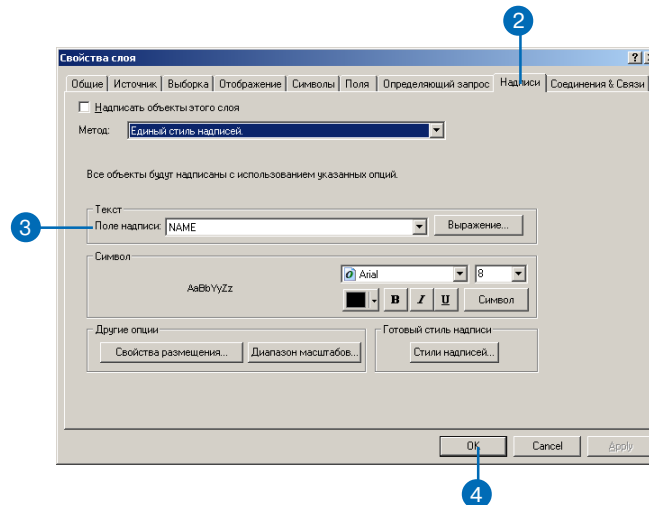 2
Свойства слоя
?
Общие Источник Выборка Отображение Символы Поля Определяющий запрос Надписи Соединения & Связи
Надписать объекты этого слоя
Метод: Единый стиль надписей.
Все объекты будут надписаны с использованием указанных опций.
Текст
3
Поле надписи: NAME Выражение...
Символ
AaBbYyZz
Arial 8
B I U Символ
Другие опции Готовый стиль надписи
Свойства размещения... Диапазон масштабов... Стили надписей...
OK Cancel Apply
4